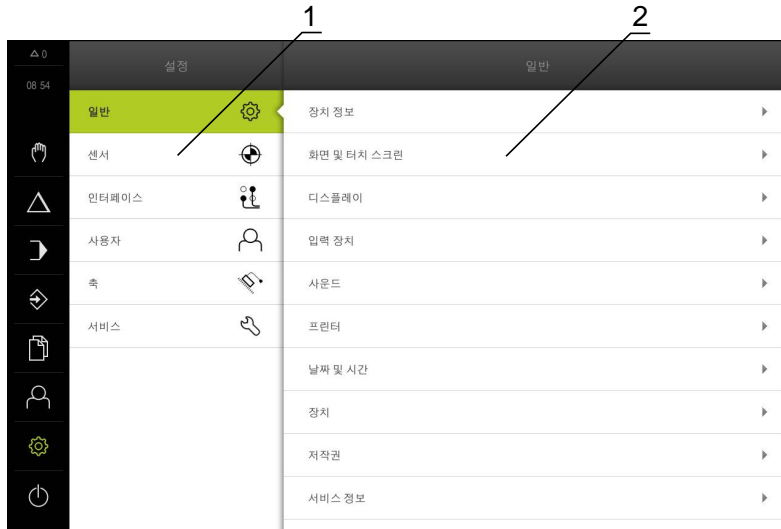 1
2
0
설정
일반
08 54
일반
센서
인터페이스
사용자
축
서비스
장치 정보
화면 및 터치 스크린
디스플레이
입력 장치
사운드
프린터
날짜 및 시간
장치
저작권
서비스 정보